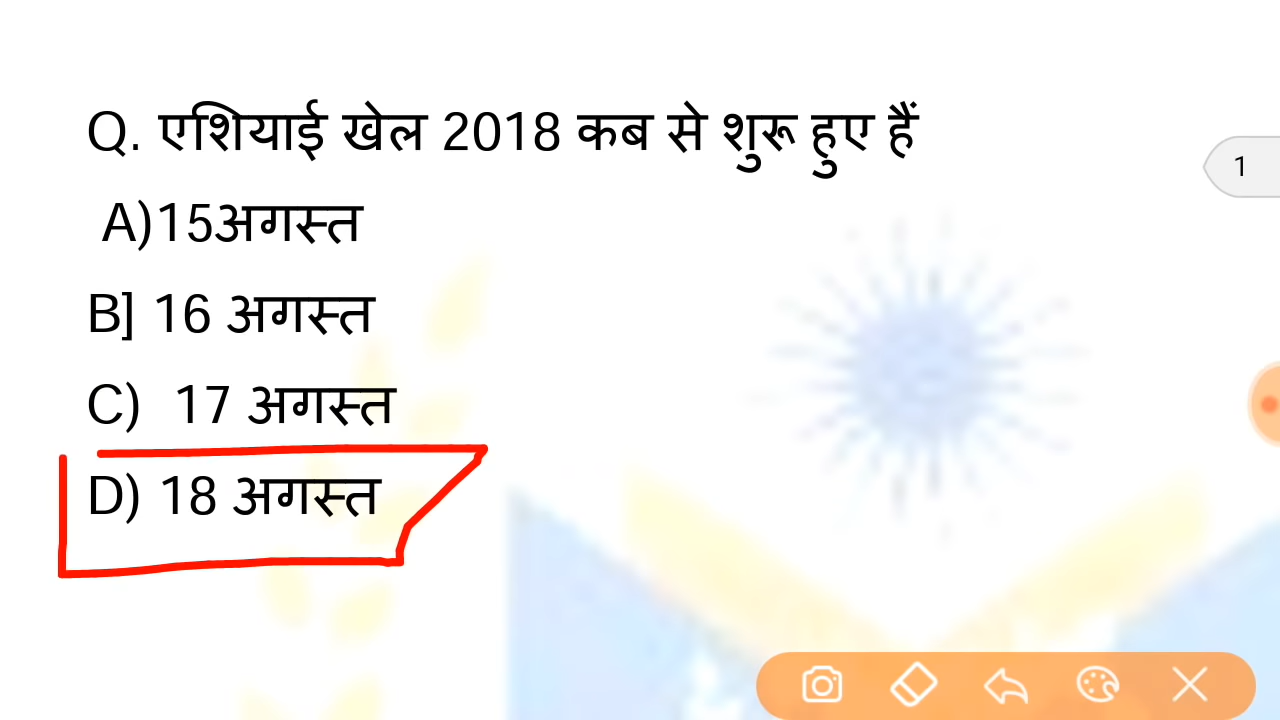 Q. एशियाई खेल 2018 कब से शुरू हुए हैं
A)15अगस्त
B] 16 अगस्त
C) 17 अगस्त
D) 18 अगस्त
1